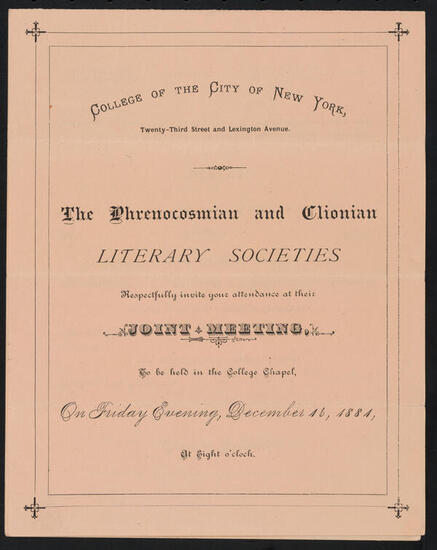 COLLEGE OF THE CITY OF NEW YORK,
Twenty-Third Street and Lexington Avenue.
The Phrenocosmian and Clionian
LITERARY SOCIETIES
Respectfully invite your attendance at their
JOINT MEETING,
To be held in the College Chapel,
On Friday Evening, December 16, 1881,
At Eight o'clock.